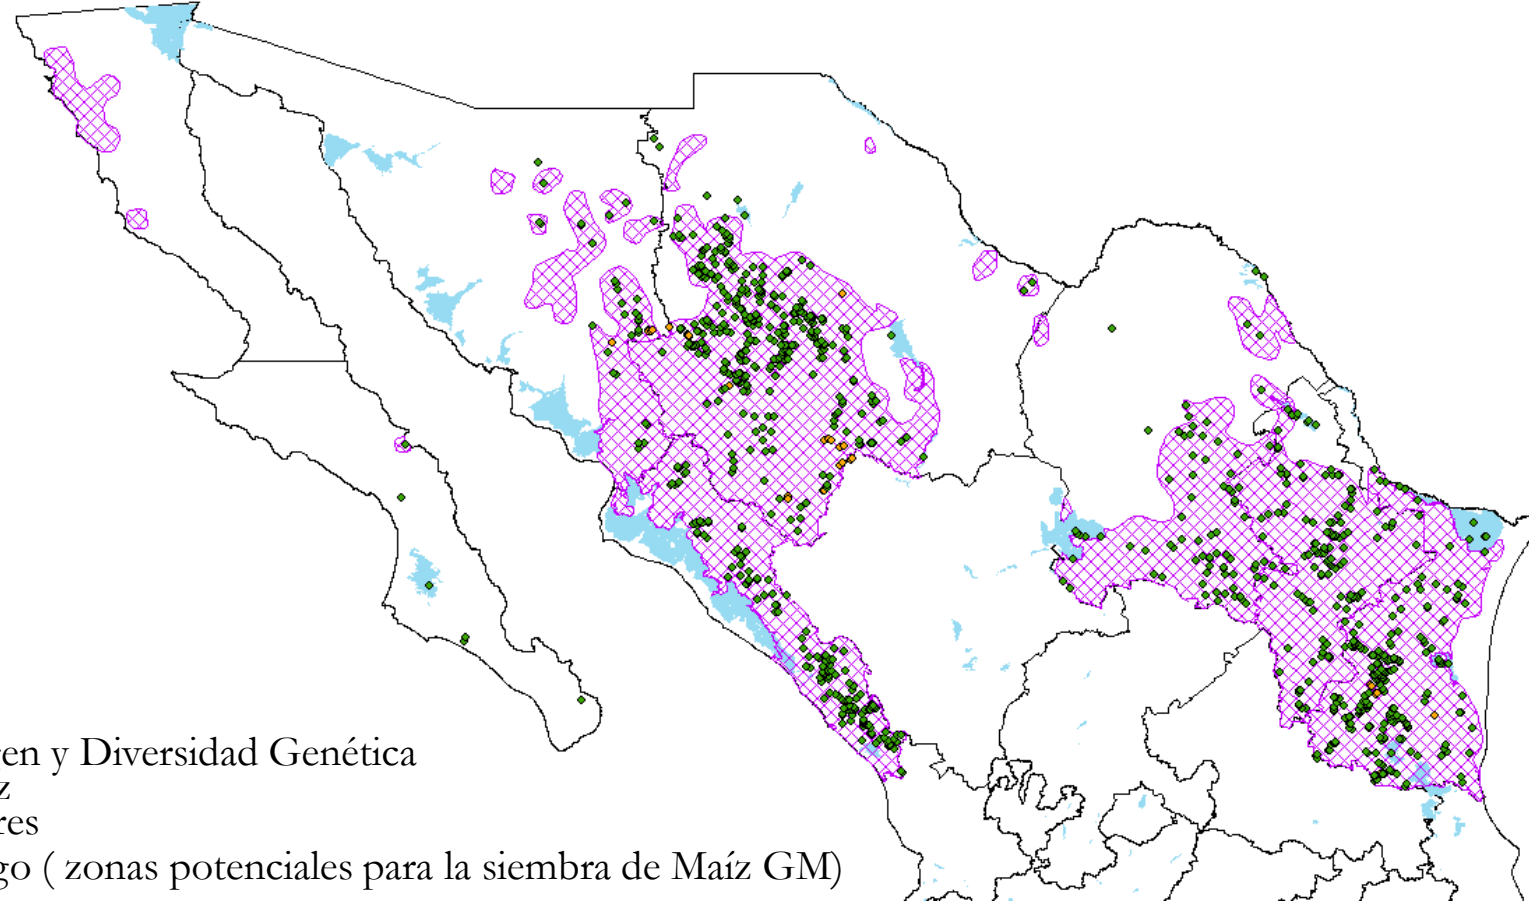 en y Diversidad Genética
z
res
go ( zonas potenciales para la siembra de Maíz GM)